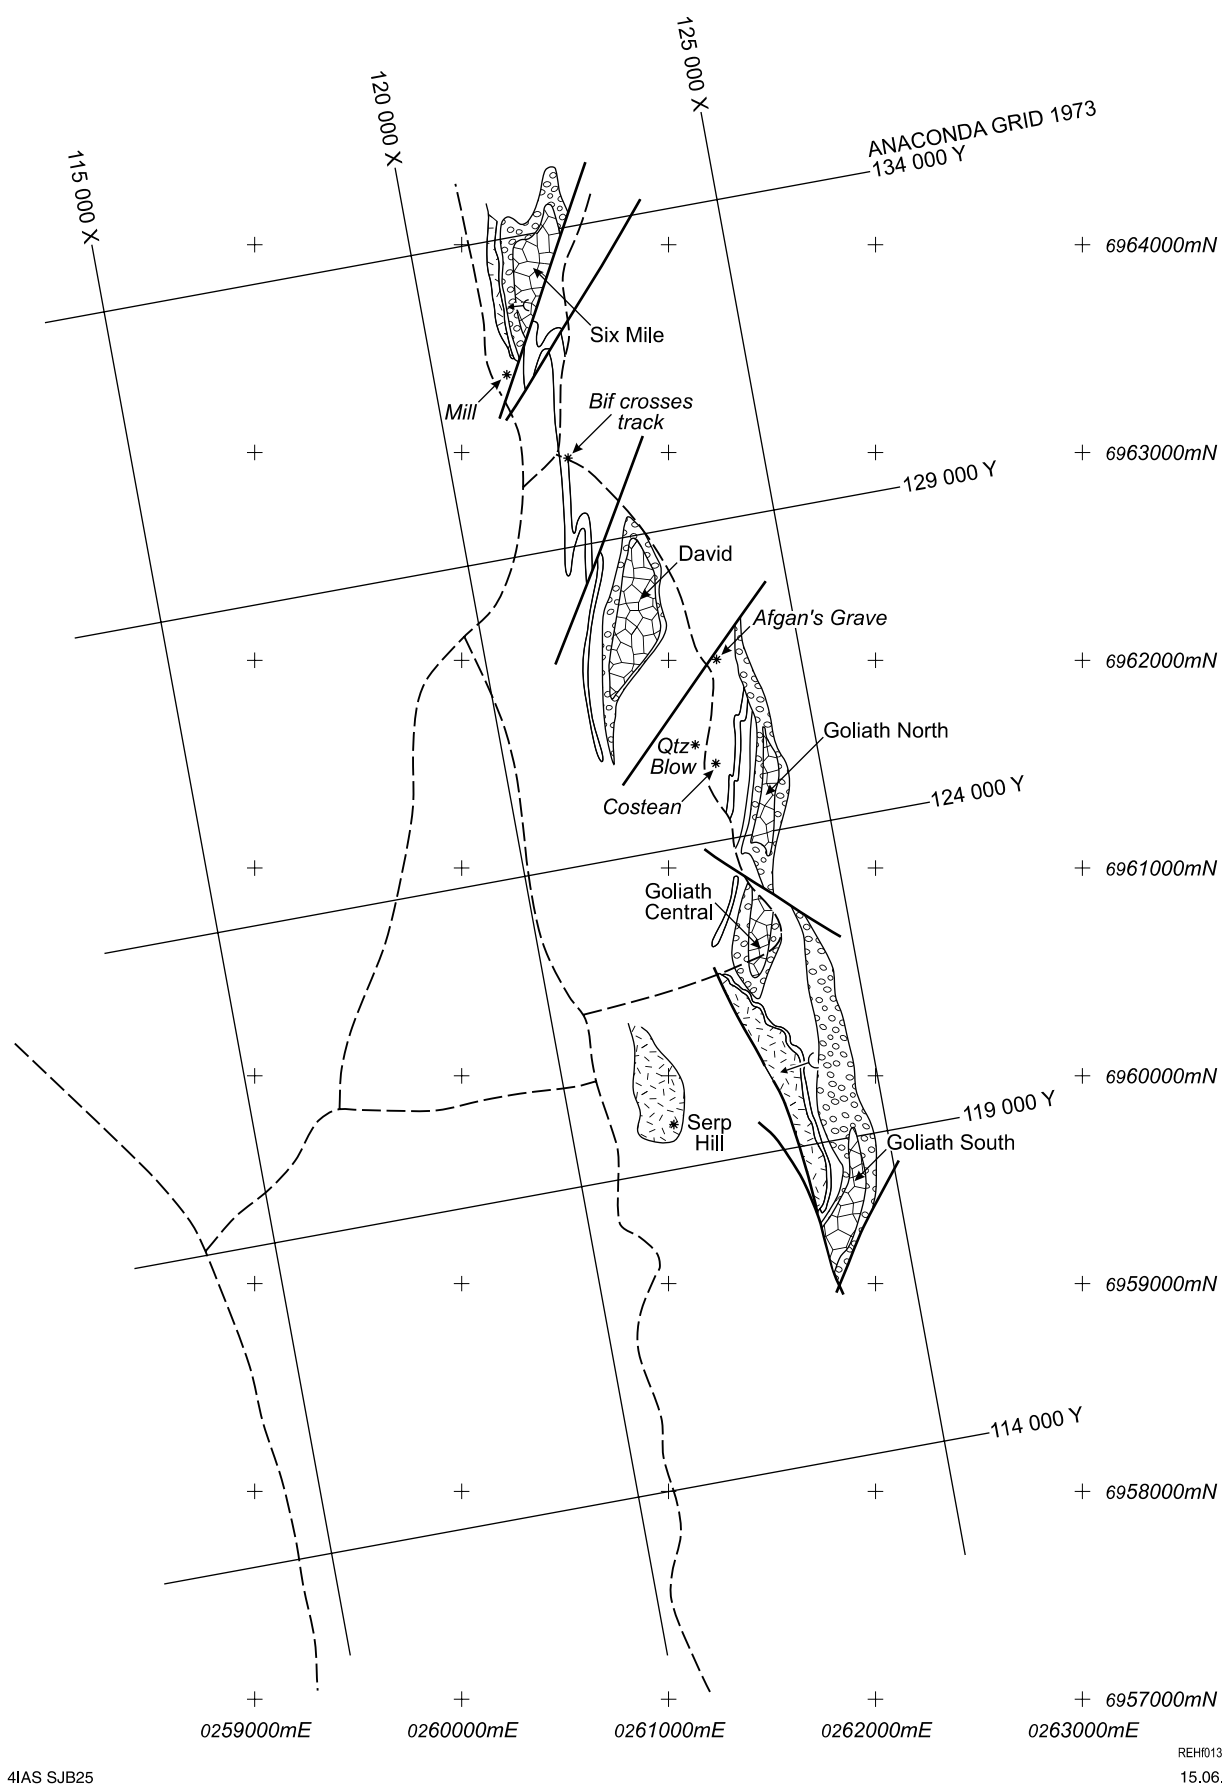 125 000 X
120 000 X
115 000 X
ANACONDA GRID 1973
134 000 Y
6964000mN
Six Mile
Mill
Bif crosses
track
6963000mN
129 000 Y
David
Afgan's Grave
6962000mN
Goliath North
Qtz
Blow
Costean
124 000 Y
6961000mN
Goliath
Central
6960000mN
119 000 Y
Serp
Hill
Goliath South
6959000mN
114 000 Y
6958000mN
6957000mN
0259000mE
0260000mE
0261000mE
0262000mE
0263000mE
REHf013
4IAS SJB25
15.06.